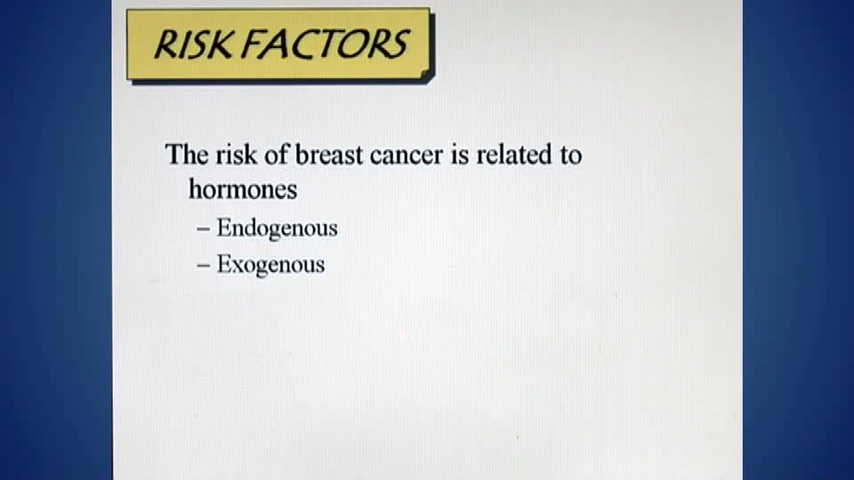 RISK FACTORS
The risk of breast cancer is related to
hormones
– Endogenous
– Exogenous